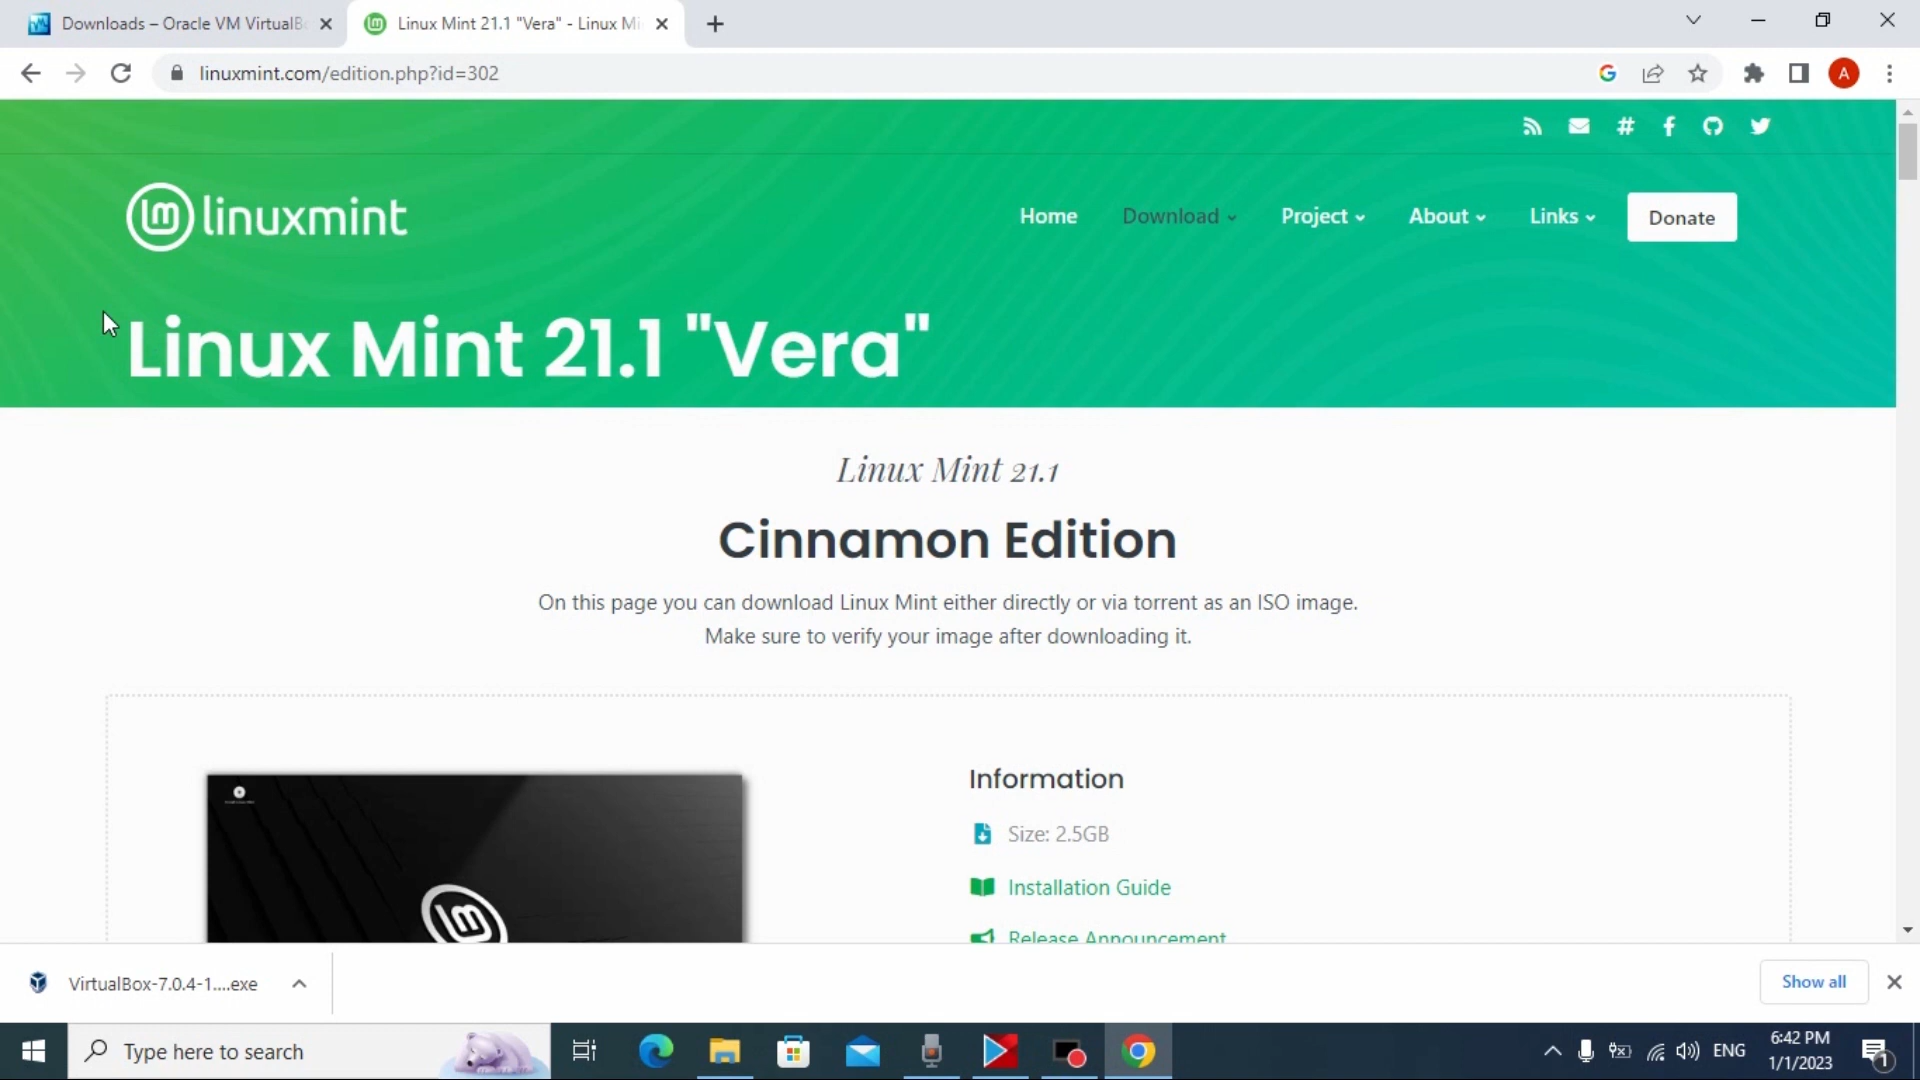 Downloads – Oracle VM VirtualB
Linux Mint 21.1 "Vera" - Linux Mi
linuxmint.com/edition.php?id=302
A
linuxmint
Home
Download
Project
About
Links
Donate
Linux Mint 21.1 "Vera"
Linux Mint 21.1
Cinnamon Edition
On this page you can download Linux Mint either directly or via torrent as an ISO image.
Make sure to verify your image after downloading it.
Information
Size: 2.5GB
Installation Guide
Release Announcement
VirtualBox-7.0.4-1....exe
Show all
Type here to search
ENG
6:42 PM
1/1/2023
1